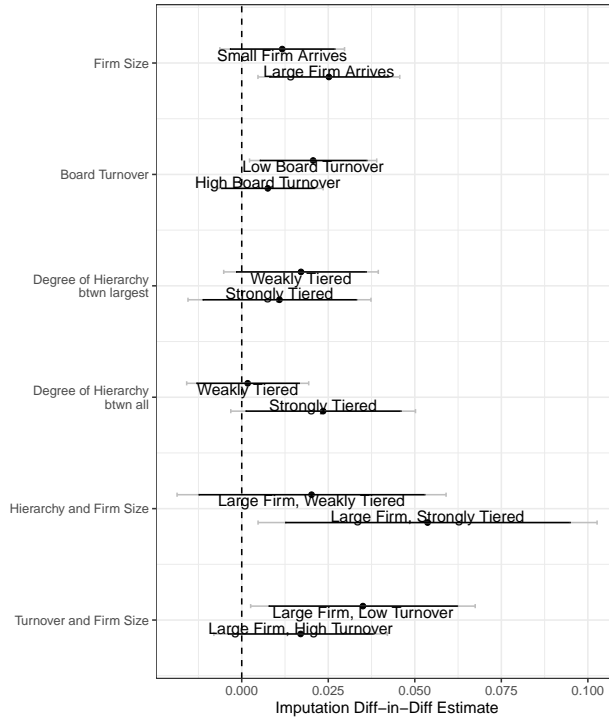 Firm Size
Small Firm Arrives
Large Firm Arrives
Board Turnover
Low Board Turnover
High Board Turnover
Degree of Hierarchy
btwn largest
Weakly Tiered
Strongly Tiered
Degree of Hierarchy
btwn all
Weakly Tiered
Strongly Tiered
Hierarchy and Firm Size
Large Firm, Weakly Tiered
Large Firm, Strongly Tiered
Turnover and Firm Size
Large Firm, Low Turnover
Large Firm, High Turnover
0.000 0.025 0.050 0.075 0.100
Imputation Diff−in−Diff Estimate